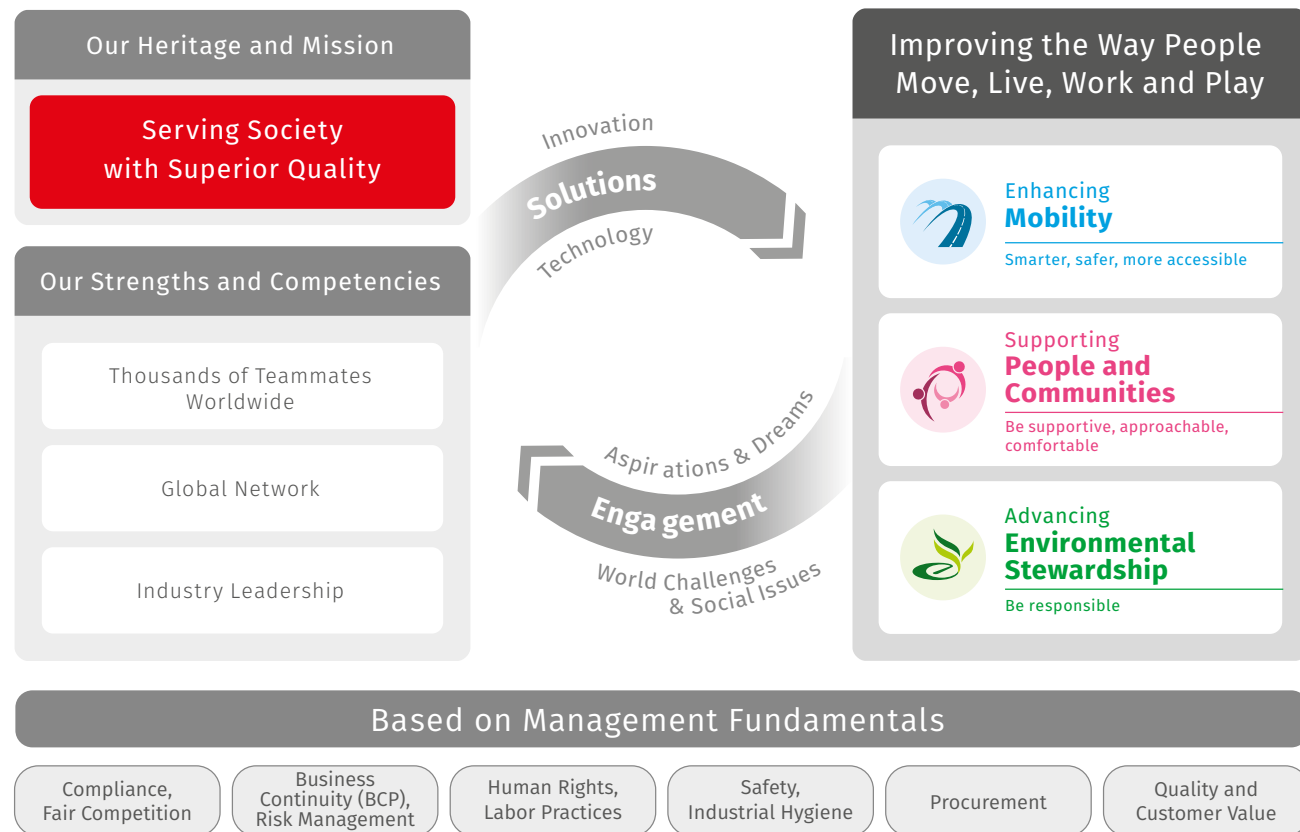 Our Heritage and Mission
Serving Society
with Superior Quality
Our Strengths and Competencies
Thousands of Teammates
Worldwide
Global Network
Industry Leadership
Innovation
Solutions
Technology
Aspirations & Dreams
Engagement
World Challenges
& Social Issues
Improving the Way People
Move, Live, Work and Play
Enhancing
Mobility
Smarter, safer, more accessible
Supporting
People and
Communities
Be supportive, approachable,
comfortable
Advancing
Environmental
Stewardship
Be responsible
Based on Management Fundamentals
Compliance,
Fair Competition
Business
Continuity (BCP),
Risk Management
Human Rights,
Labor Practices
Safety,
Industrial Hygiene
Procurement
Quality and
Customer Value